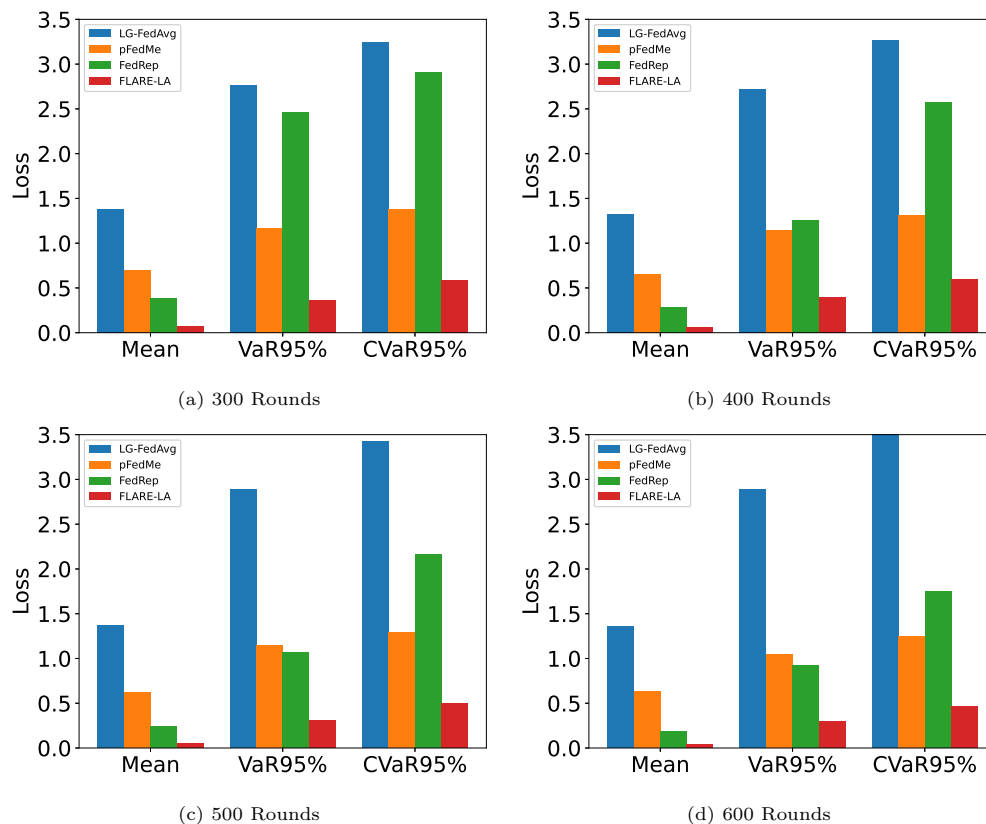 3.5
3.0
2.5
2.0
1.5
1.0
0.5
0.0
Loss
LG-FedAvg
pFedMe
FedRep
FLARE-LA
Mean VaR95% CVaR95%
(a) 300 Rounds
3.5
3.0
2.5
2.0
1.5
1.0
0.5
0.0
Loss
LG-FedAvg
pFedMe
FedRep
FLARE-LA
Mean VaR95% CVaR95%
(b) 400 Rounds
3.5
3.0
2.5
2.0
1.5
1.0
0.5
0.0
Loss
LG-FedAvg
pFedMe
FedRep
FLARE-LA
Mean VaR95% CVaR95%
(c) 500 Rounds
3.5
3.0
2.5
2.0
1.5
1.0
0.5
0.0
Loss
LG-FedAvg
pFedMe
FedRep
FLARE-LA
Mean VaR95% CVaR95%
(d) 600 Rounds